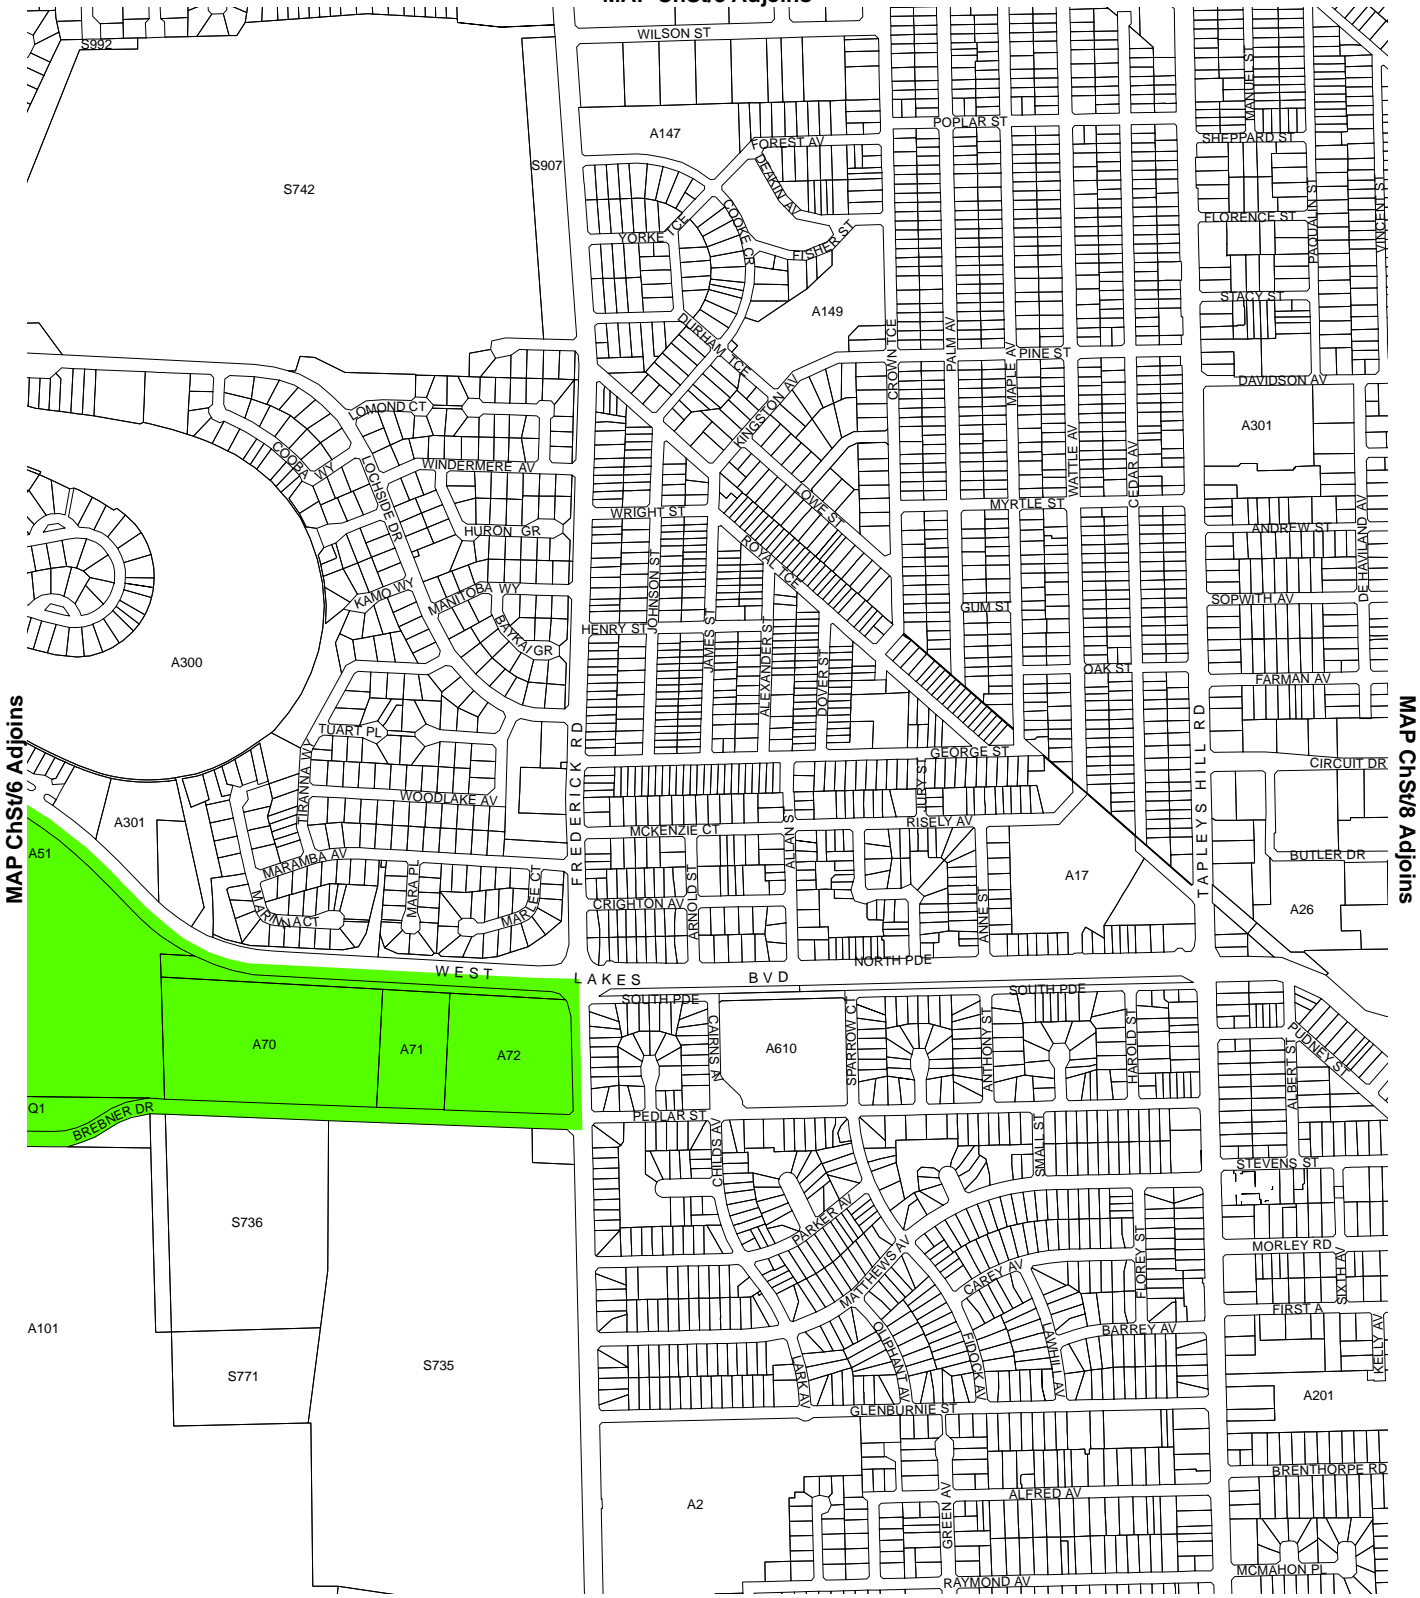 WILSON ST
S992
MANUEL ST
POPLAR ST
A147
SHEPPARD ST
FOREST AV
S907
DEAKIN AV
S742
PAQUALIN ST
VINCENT ST
COOKE CR
FLORENCE ST
YORKE TCE
FISHER ST
STACY ST
A149
DURHAM TCE
CROWN TCE
PALM AV
MAPLE AV
PINE ST
DAVIDSON AV
LOMOND CT
KINGSTON AV
A301
COOBA WY
LOCHSIDE DR
WINDERMERE AV
WATTLE AV
CEDAR AV
LOWE ST
MYRTLE ST
WRIGHT ST
HURON GR
ANDREW ST
DE HAVILAND AV
ROYAL TCE
JOHNSON ST
KAMO WY
MANITOBA WY
SOPWITH AV
GUM ST
BAYKAI GR
HENRY ST
JAMES ST
ALEXANDER ST
DOVER ST
A300
OAK ST
FARMAN AV
MAP ChSt/6 Adjoins
MAP ChSt/8 Adjoins
TUART PL
FREDERICK RD
TAPLEYS HILL RD
TIRANNA WY
GEORGE ST
CIRCUIT DR
JURY ST
WOODLAKE AV
A301
MCKENZIE CT
ALLAN ST
RISELY AV
A51
MARAMBA AV
BUTLER DR
MARA PL
MARLEE CT
ARNOLD ST
A17
CRIGHTON AV
ANNE ST
A26
MARINNA CT
NORTH PDE
WEST LAKES BVD
SOUTH PDE
SOUTH PDE
CAIRNS A
SPARROW C
ANTHONY ST
HAROLD ST
PUDNEY ST
ALBERT ST
A70
A71
A72
A610
Q1
BREBNER DR
PEDLAR ST
CHILDS AV
SMALL ST
STEVENS ST
S736
PARKER AV
MATTHEWS AV
FLOREY ST
MORLEY RD
SIXTH AV
CAREY AV
FIRST A
A101
BARREY AV
KELLY AV
OLIPHANT AV
FIDOCK AV
AWHILL AV
LARK AV
S735
S771
A201
GLENBURNIE ST
BRENTHORPE RD
GREEN AV
ALFRED AV
A2
RAYMOND AV
MCMAHON PL